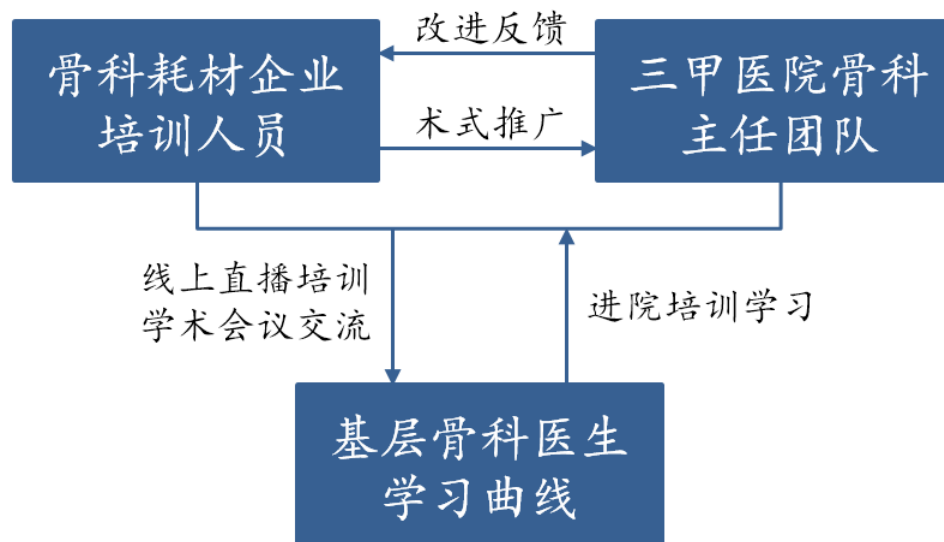 改进反馈
骨科耗材企业
培训人员
术式推广
三甲医院骨科
主任团队
线上直播培训
学术会议交流
进院培训学习
基层骨科医生
学习曲线